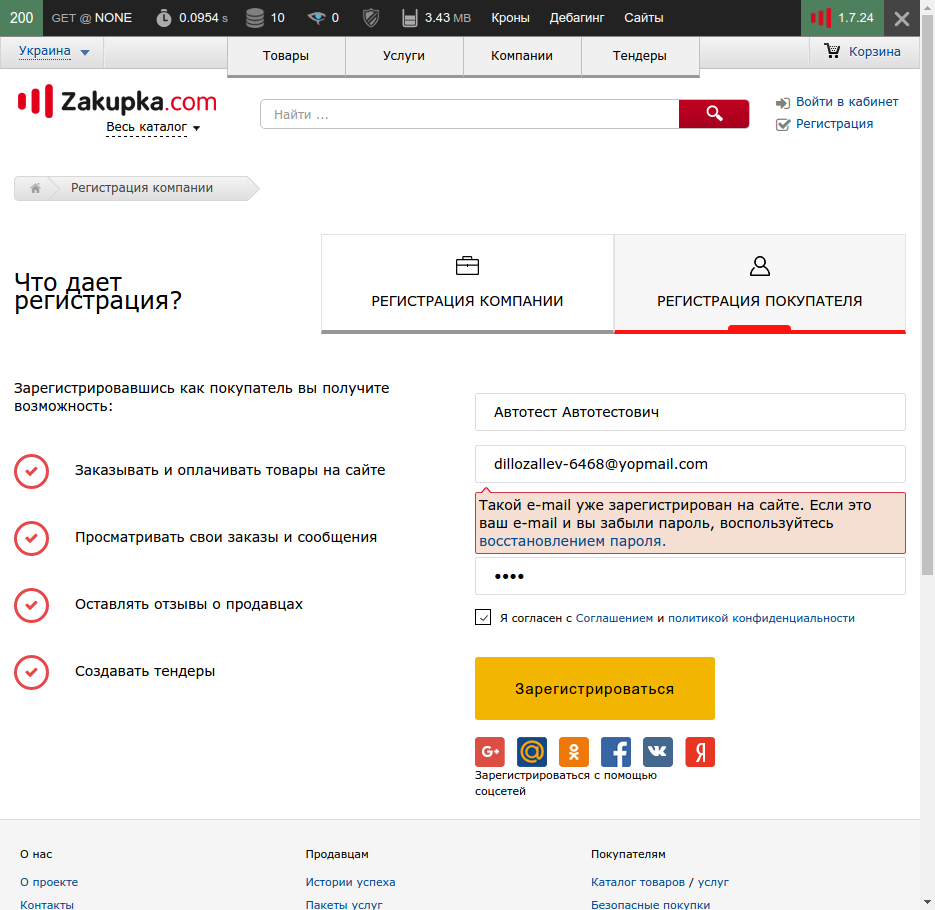 200 GET @ NONE 0.0954 s 10 0 3.43 MB Кроны Дебагинг Сайты 1.7.24
Украина Товары Услуги Компании Тендеры Корзина
Zakupka.com
Весь каталог
Найти ...
Войти в кабинет
Регистрация
Регистрация компании
Что дает
регистрация?
РЕГИСТРАЦИЯ КОМПАНИИ
РЕГИСТРАЦИЯ ПОКУПАТЕЛЯ
Зарегистрировавшись как покупатель вы получите
возможность:
Заказывать и оплачивать товары на сайте
Просматривать свои заказы и сообщения
Оставлять отзывы о продавцах
Создавать тендеры
Автотест Автотестович
dillozallev-6468@yopmail.com
Такой e-mail уже зарегистрирован на сайте. Если это
ваш e-mail и вы забыли пароль, воспользуйтесь
восстановлением пароля.
••••
Я согласен с Соглашением и политикой конфиденциальности
Зарегистрироваться
G+ @ f Я
Зарегистрироваться с помощью
соцсетей
О нас
О проекте
Контакты
Продавцам
Истории успеха
Пакеты услуг
Покупателям
Каталог товаров / услуг
Безопасные покупки